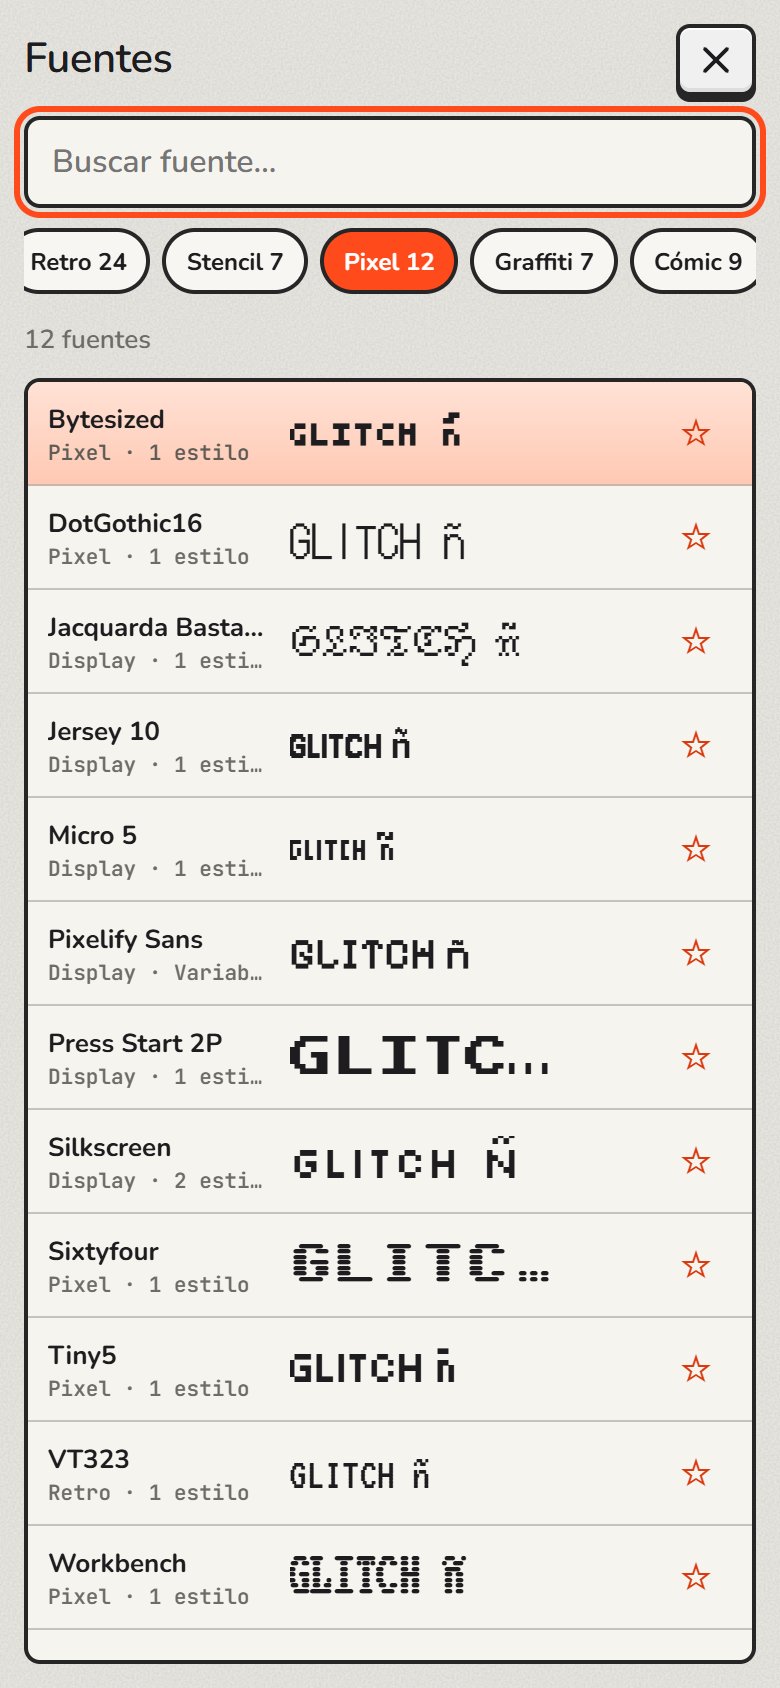 Fuentes
Buscar fuente...
Retro 24 Stencil 7 Pixel 12 Graffiti 7 Cómic 9
12 fuentes
Bytesized GLITCH ñ
Pixel · 1 estilo
DotGothic16 GLITCH ñ
Pixel · 1 estilo
Jacquarda Basta… GLITCH ñ
Display · 1 esti…
Jersey 10 GLITCH ñ
Display · 1 esti…
Micro 5 GLITCH ñ
Display · 1 esti…
Pixelify Sans GLITCH ñ
Display · Variab…
Press Start 2P GLITC…
Display · 1 esti…
Silkscreen GLITCH Ñ
Display · 2 esti…
Sixtyfour GLITC…
Pixel · 1 estilo
Tiny5 GLITCH ñ
Pixel · 1 estilo
VT323 GLITCH ñ
Retro · 1 estilo
Workbench GLITCH ñ
Pixel · 1 estilo